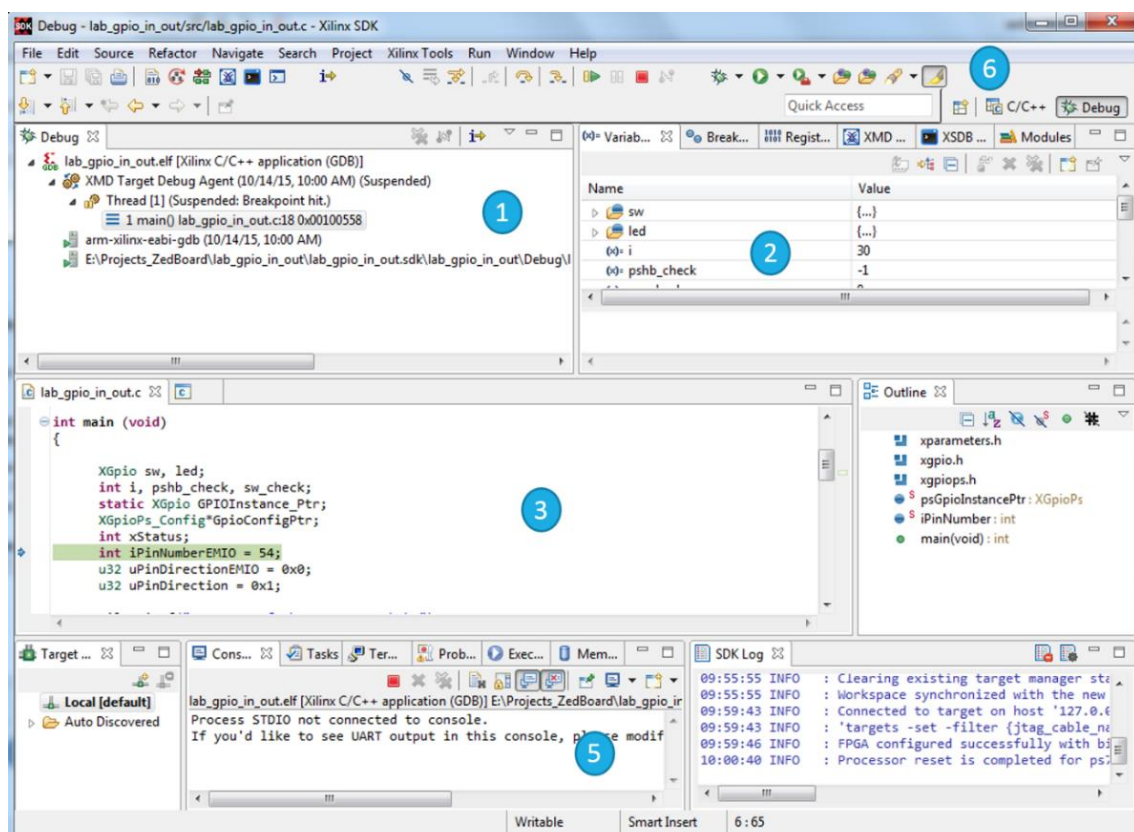 SDK Debug - lab_gpio_in_out/src/lab_gpio_in_out.c - Xilinx SDK
File Edit Source Refactor Navigate Search Project Xilinx Tools Run Window Help
6
Quick Access C/C++ Debug
Debug
lab_gpio_in_out.elf [Xilinx C/C++ application (GDB)]
XMD Target Debug Agent (10/14/15, 10:00 AM) (Suspended)
Thread [1] (Suspended: Breakpoint hit.)
1 main() lab_gpio_in_out.c:18 0x00100558
arm-xilinx-eabi-gdb (10/14/15, 10:00 AM)
E:\Projects_ZedBoard\lab_gpio_in_out\lab_gpio_in_out.sdk\lab_gpio_in_out\Debug\l
1
(x)= Variab... Break... Regist... XMD ... XSDB ... Modules
Name Value
sw {...}
led {...}
(x)= i 30
(x)= pshb_check -1
2
lab_gpio_in_out.c
int main (void)
{
XGpio sw, led;
int i, pshb_check, sw_check;
static XGpio GPIOInstance_Ptr;
XGpioPs_Config*GpioConfigPtr;
int xStatus;
int iPinNumberEMIO = 54;
u32 uPinDirectionEMIO = 0x0;
u32 uPinDirection = 0x1;
3
Outline
xparameters.h
xgpio.h
xgpiops.h
S psGpioInstancePtr : XGpioPs
S iPinNumber : int
main(void) : int
Target ...
Local [default]
Auto Discovered
Cons... Tasks Ter... Prob... Exec... Mem...
lab_gpio_in_out.elf [Xilinx C/C++ application (GDB)] E:\Projects_ZedBoard\lab_gpio_in
Process STDIO not connected to console.
If you'd like to see UART output in this console, modif
5
SDK Log
09:55:55 INFO : Clearing existing target manager sta
09:55:55 INFO : Workspace synchronized with the new
09:59:43 INFO : Connected to target on host '127.0.0
09:59:43 INFO : 'targets -set -filter {jtag_cable_na
09:59:46 INFO : FPGA configured successfully with bi
10:00:40 INFO : Processor reset is completed for ps7
Writable Smart Insert 6 : 65